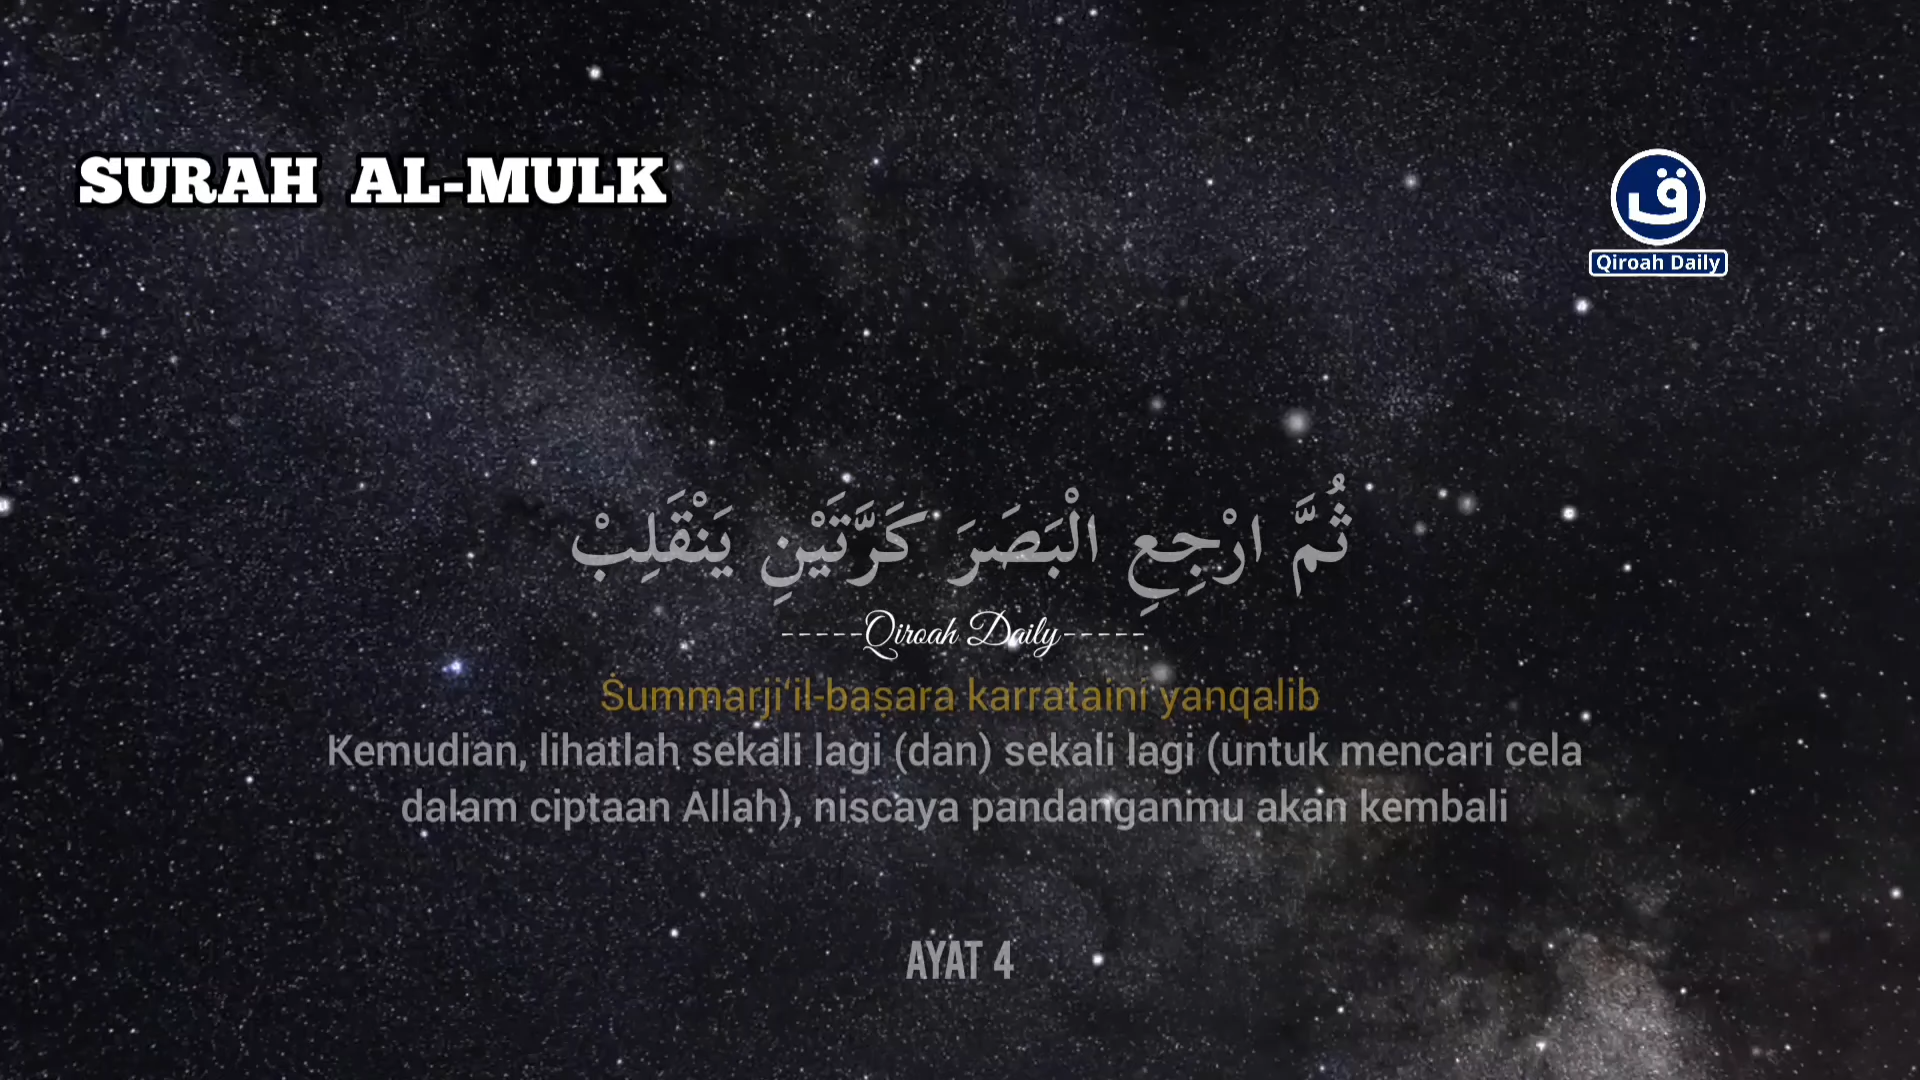 SURAH AL-MULK
ق
Qiroah Daily
ثُمَّ ارْجِعِ الْبَصَرَ كَرَّتَيْنِ يَنْقَلِبْ
-----Qiroah Daily-----
Ṡummarji‘il-baṣara karrataini yanqalib
Kemudian, lihatlah sekali lagi (dan) sekali lagi (untuk mencari cela
dalam ciptaan Allah), niscaya pandanganmu akan kembali
AYAT 4